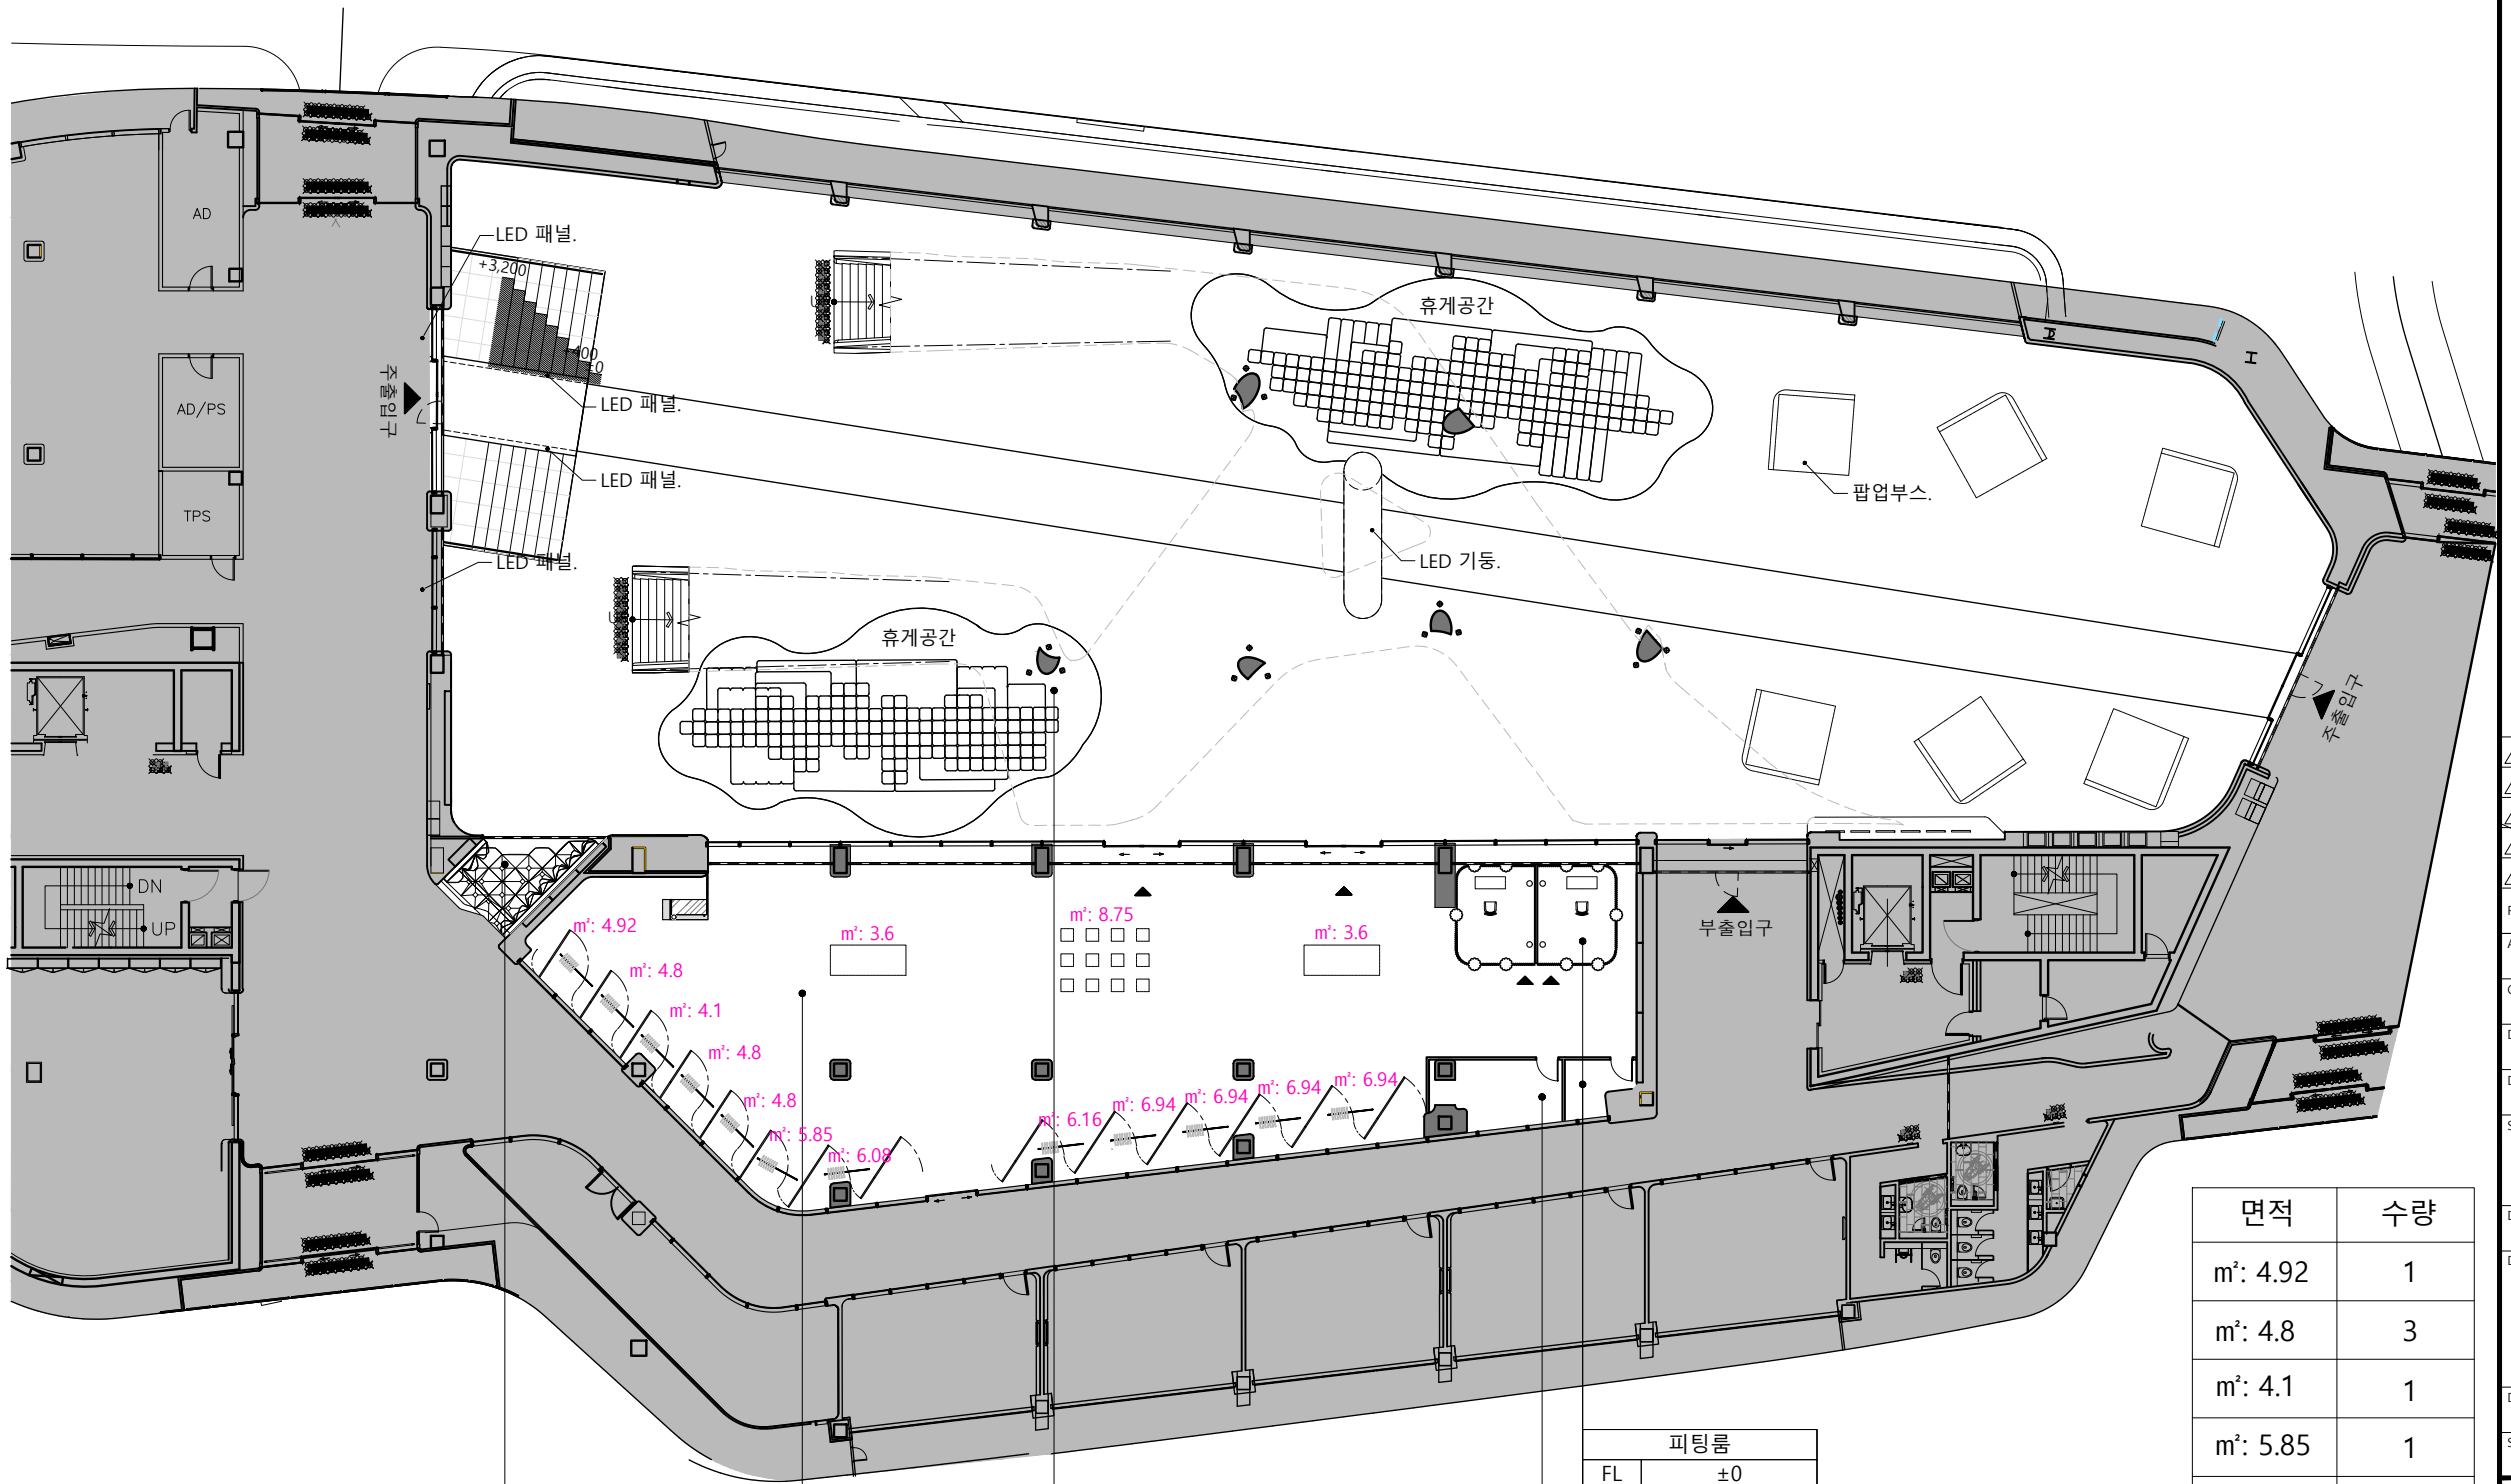 AD
LED 패널.
+3,200
휴게공간
-400
±0
주출입구
LED 패널.
AD/PS
LED 패널.
팝업부스.
TPS
LED 기둥.
LED 패널.
휴게공간
주출입구
DN
UP
m²: 4.92
m²: 3.6
m²: 8.75
m²: 3.6
부출입구
m²: 4.8
m²: 4.1
m²: 4.8
m²: 4.8
m²: 5.85
m²: 6.08
m²: 6.16
m²: 6.94
m²: 6.94
m²: 6.94
m²: 6.94
면적 수량
m²: 4.92 1
m²: 4.8 3
m²: 4.1 1
m²: 5.85 1
피팅룸
FL ±0